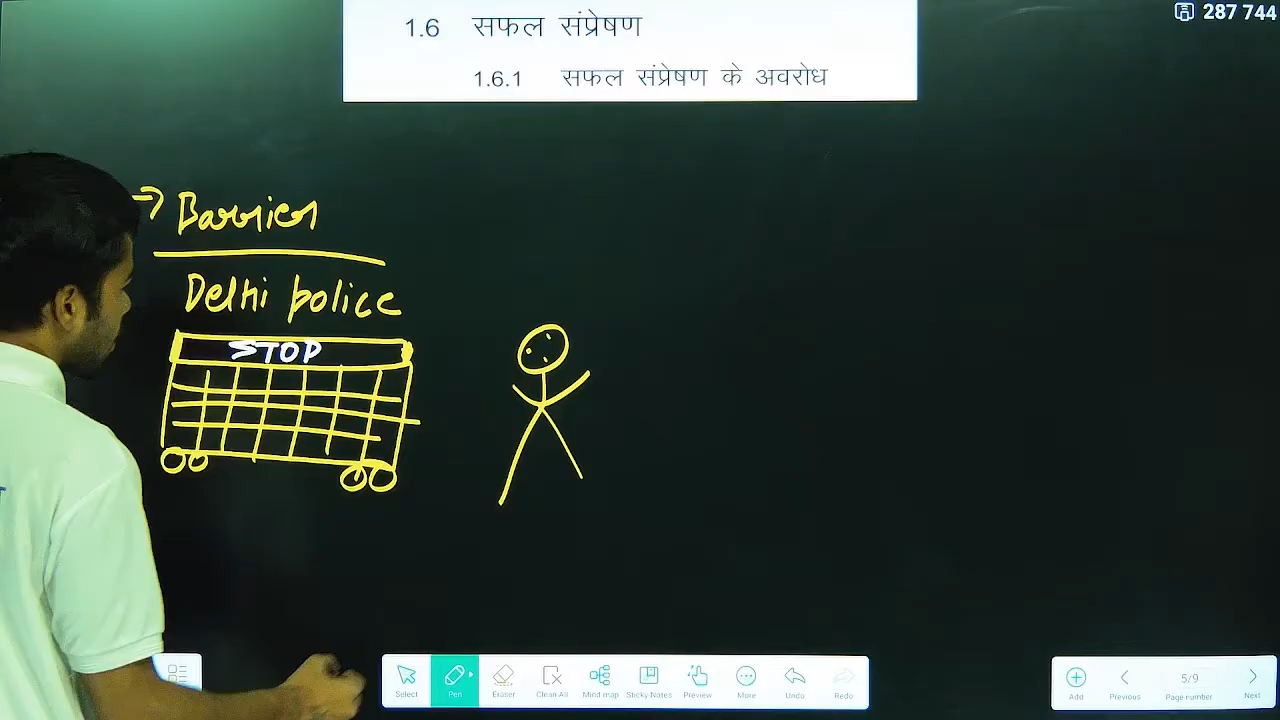 1.6 सफल संप्रेषण
287 744
1.6.1 सफल संप्रेषण के अवरोध
Barrier
Delhi police
STOP
Select
Pen
Eraser
Clean All
Mind map
Sticky Notes
Preview
More
Undo
Redo
Add
Previous
5/9
Page number
Next